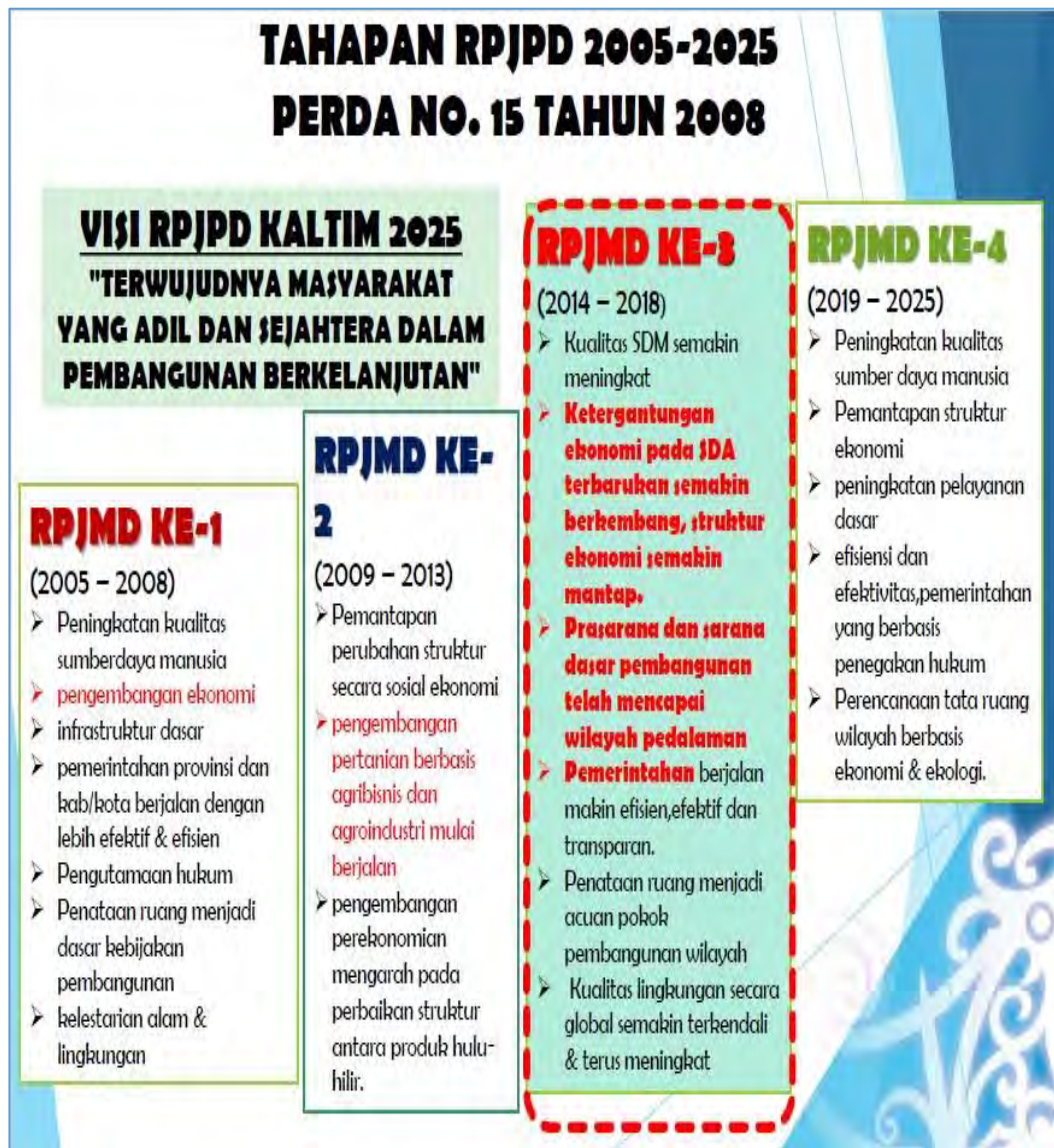 TAHAPAN RPJPD 2005-2025
PERDA NO. 15 TAHUN 2008
VISI RPJPD KALTIM 2025
"TERWUJUDNYA MASYARAKAT
YANG ADIL DAN SEJAHTERA DALAM
PEMBANGUNAN BERKELANJUTAN"
RPJMD KE-1
(2005 – 2008)
➢ Peningkatan kualitas
sumberdaya manusia
➢ pengembangan ekonomi
➢ infrastruktur dasar
➢ pemerintahan provinsi dan
kab/kota berjalan dengan
lebih efektif & efisien
➢ Pengutamaan hukum
➢ Penataan ruang menjadi
dasar kebijakan
pembangunan
➢ kelestarian alam &
lingkungan
RPJMD KE-
2
(2009 – 2013)
➢ Pemantapan
perubahan struktur
secara sosial ekonomi
➢ pengembangan
pertanian berbasis
agribisnis dan
agroindustri mulai
berjalan
➢ pengembangan
perekonomian
mengarah pada
perbaikan struktur
antara produk hulu-
hilir.
RPJMD KE-3
(2014 – 2018)
➢ Kualitas SDM semakin
meningkat
➢ Ketergantungan
ekonomi pada SDA
terbarukan semakin
berkembang, struktur
ekonomi semakin
mantap.
➢ Prasarana dan sarana
dasar pembangunan
telah mencapai
wilayah pedalaman
➢ Pemerintahan berjalan
makin efisien,efektif dan
transparan.
➢ Penataan ruang menjadi
acuan pokok
pembangunan wilayah
➢ Kualitas lingkungan secara
global semakin terkendali
& terus meningkat
RPJMD KE-4
(2019 – 2025)
➢ Peningkatan kualitas
sumber daya manusia
➢ Pemantapan struktur
ekonomi
➢ peningkatan pelayanan
dasar
➢ efisiensi dan
efektivitas,pemerintahan
yang berbasis
penegakan hukum
➢ Perencanaan tata ruang
wilayah berbasis
ekonomi & ekologi.